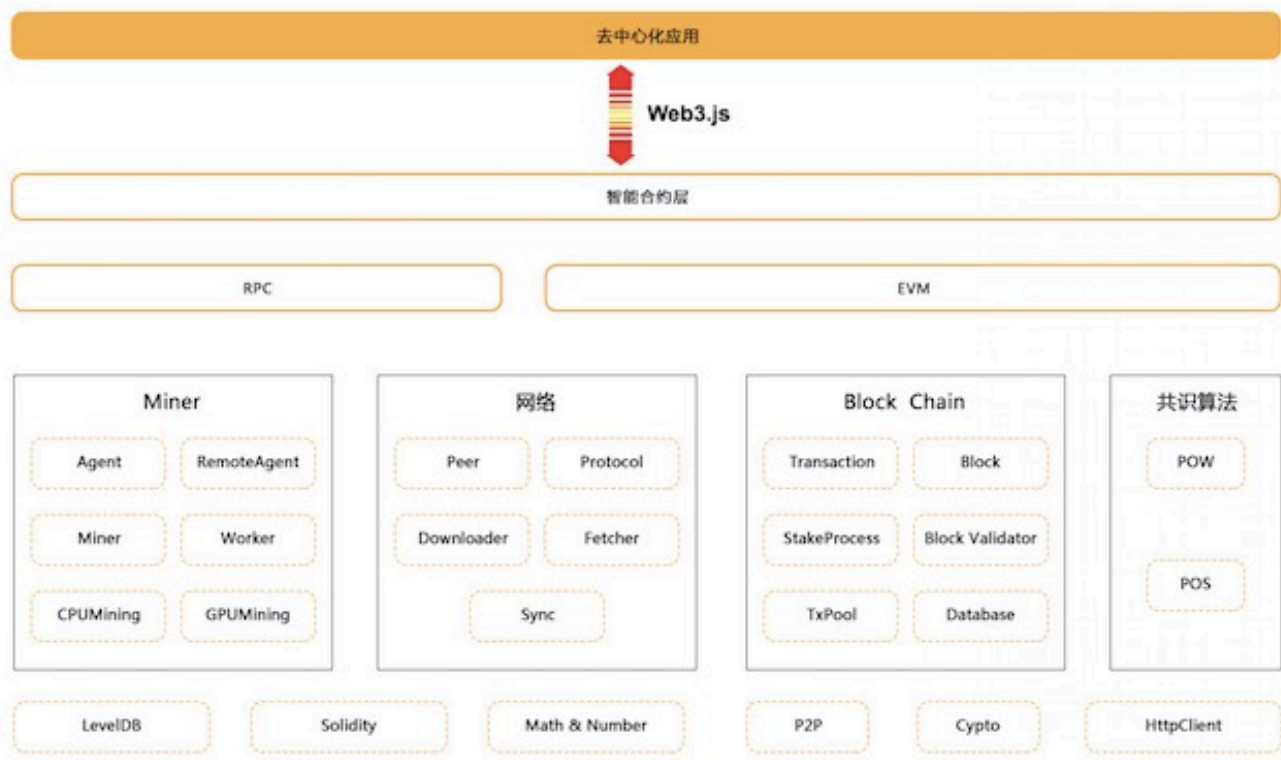 去中心化应用
Web3.js
智能合约层
RPC
EVM
Miner
Agent
RemoteAgent
Miner
Worker
CPUMining
GPUMining
网络
Peer
Protocol
Downloader
Fetcher
Sync
Block Chain
Transaction
Block
StakeProcess
Block Validator
TxPool
Database
共识算法
POW
POS
LevelDB
Solidity
Math & Number
P2P
Cypto
HttpClient